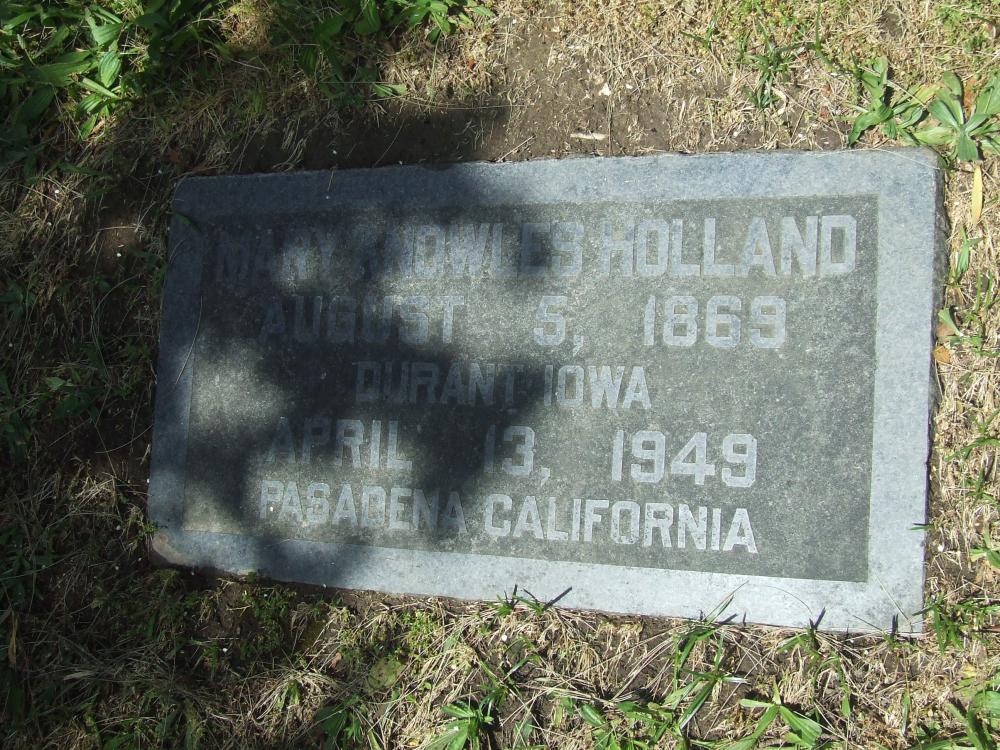 MARY KNOWLES HOLLAND
AUGUST 5, 1869
DURANT IOWA
APRIL 13, 1949
PASADENA CALIFORNIA